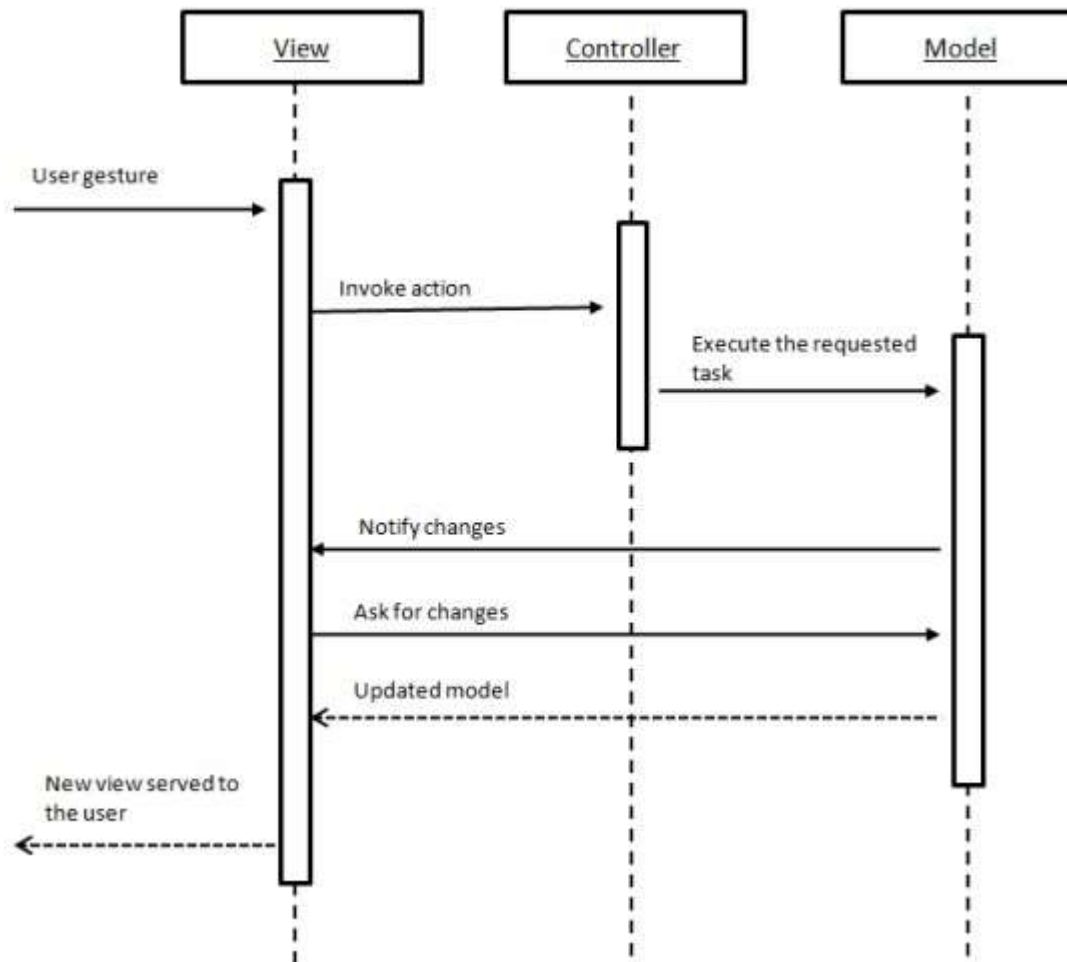 View
Controller
Model
User gesture
Invoke action
Execute the requested
task
Notify changes
Ask for changes
Updated model
New view served to
the user